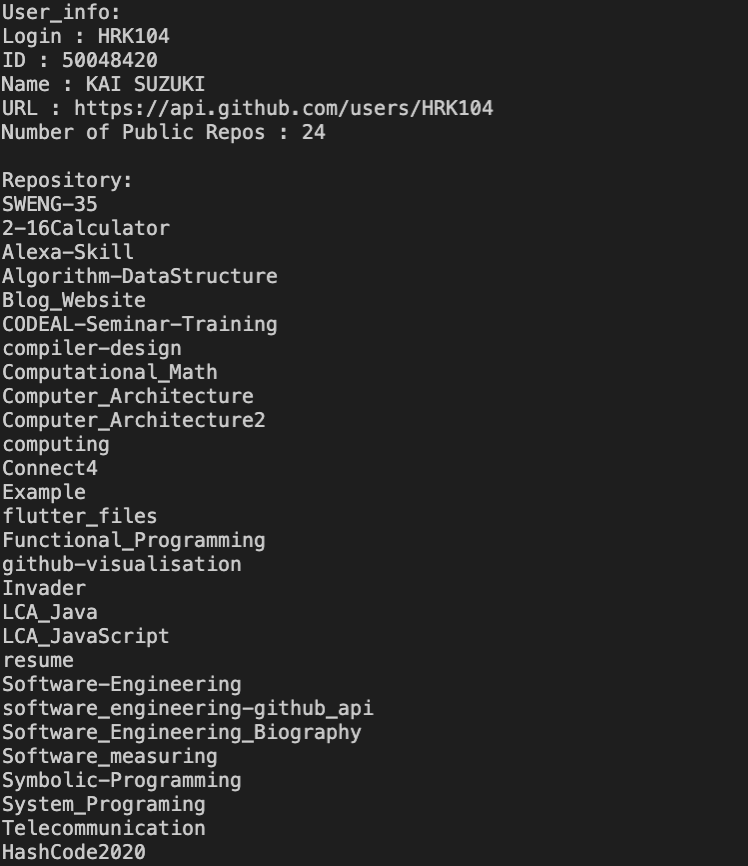 User_info:
Login : HRK104
ID : 50048420
Name : KAI SUZUKI
URL : https://api.github.com/users/HRK104
Number of Public Repos : 24
Repository:
SWENG-35
2-16Calculator
Alexa-Skill
Algorithm-DataStructure
Blog_Website
CODEAL-Seminar-Training
compiler-design
Computational_Math
Computer_Architecture
Computer_Architecture2
computing
Connect4
Example
flutter_files
Functional_Programming
github-visualisation
Invader
LCA_Java
LCA_JavaScript
resume
Software-Engineering
software_engineering-github_api
Software_Engineering_Biography
Software_measuring
Symbolic-Programming
System_Programing
Telecommunication
HashCode2020